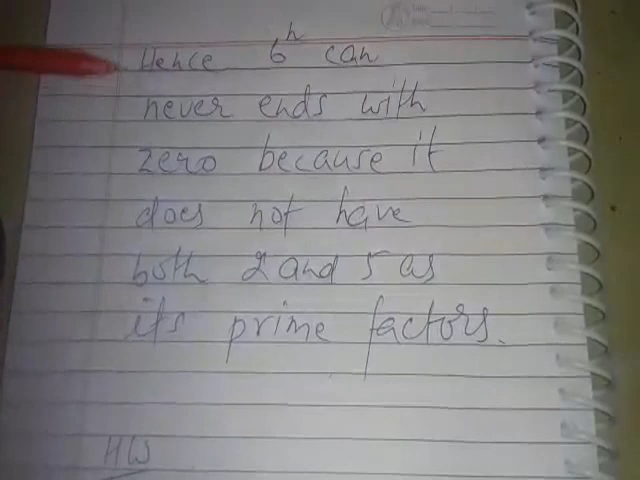 Hence 6ʰ can
never ends with
zero because it
does not have
both 2 and 5 as
its prime factors.
HW